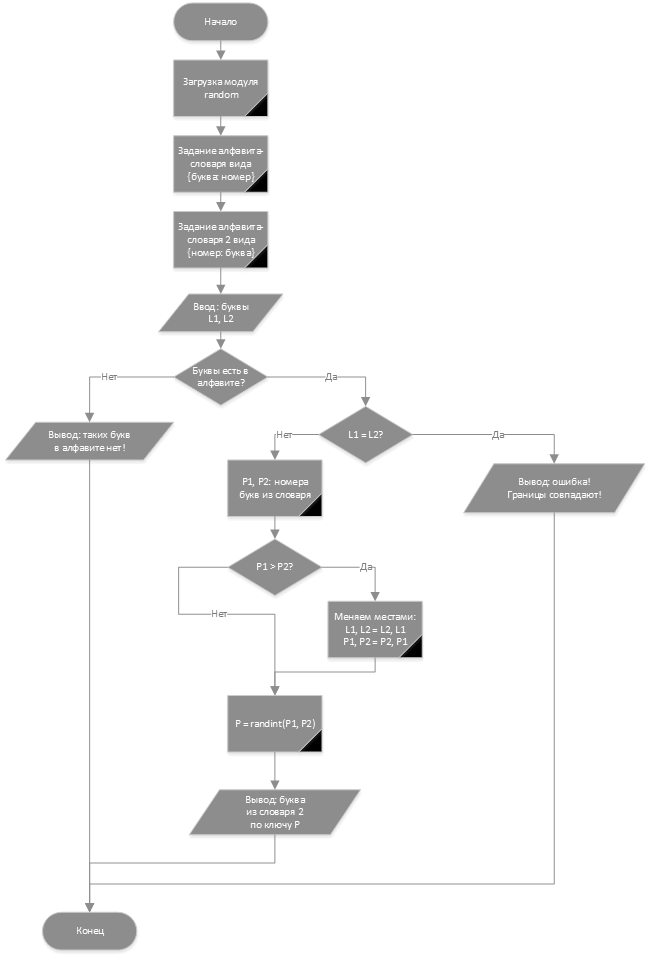 Начало
Загрузка модуля
random
Задание алфавита-
словаря вида
{буква: номер}
Задание алфавита-
словаря 2 вида
{номер: буква}
Ввод: буквы
L1, L2
Буквы есть в
алфавите?
Нет
Да
Вывод: таких букв
в алфавите нет!
L1 = L2?
Нет
Да
P1, P2: номера
букв из словаря
Вывод: ошибка!
Границы совпадают!
P1 > P2?
Да
Нет
Меняем местами:
L1, L2 = L2, L1
P1, P2 = P2, P1
P = randint(P1, P2)
Вывод: буква
из словаря 2
по ключу P
Конец